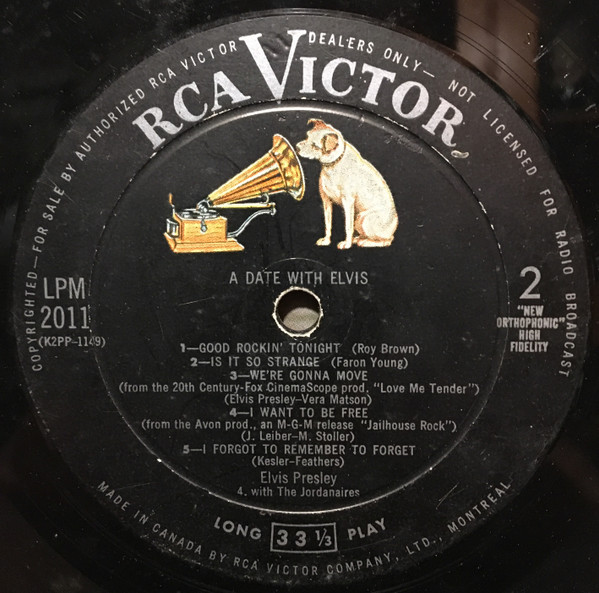 COPYRIGHTED—FOR SALE BY AUTHORIZED RCA VICTOR DEALERS ONLY—NOT LICENSED FOR RADIO BROADCAST
RCA VICTOR
A DATE WITH ELVIS
LPM
2011
(K2PP-1149)
2
"NEW
ORTHOPHONIC"
HIGH
FIDELITY
1—GOOD ROCKIN' TONIGHT (Roy Brown)
2—IS IT SO STRANGE (Faron Young)
3—WE'RE GONNA MOVE
(from the 20th Century-Fox CinemaScope prod. "Love Me Tender")
(Elvis Presley–Vera Matson)
4—I WANT TO BE FREE
(from the Avon prod., an M-G-M release "Jailhouse Rock")
(J. Leiber–M. Stoller)
5—I FORGOT TO REMEMBER TO FORGET
(Kesler–Feathers)
Elvis Presley
4. with The Jordanaires
LONG 33 1/3 PLAY
MADE IN CANADA BY RCA VICTOR COMPANY, LTD., MONTREAL